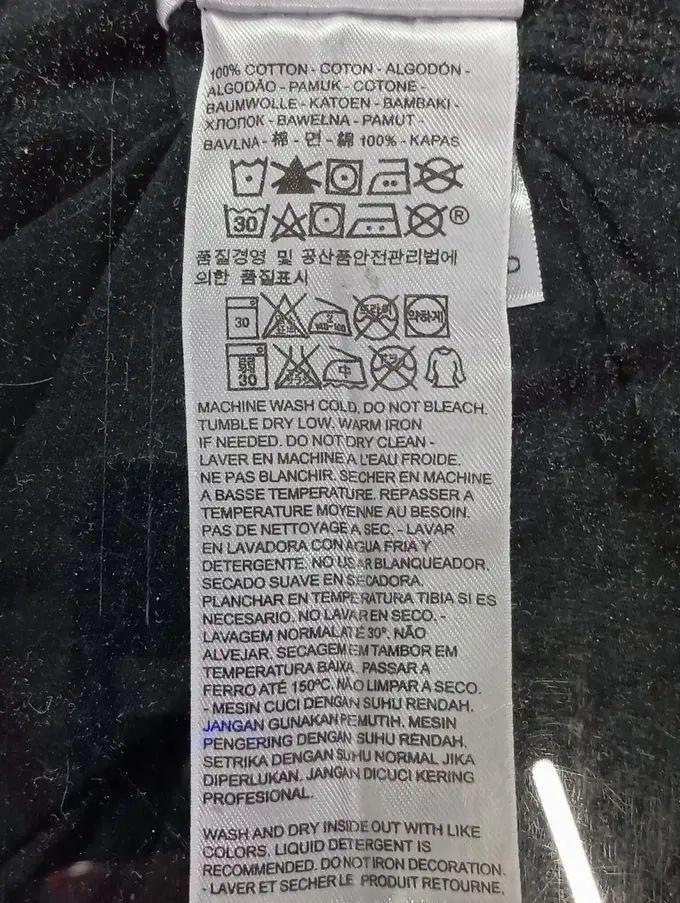 100% COTTON - COTON - ALGODÓN -
ALGODÃO - PAMUK - COTONE -
BAUMWOLLE - KATOEN - BAMBAKI -
ХЛОПОК - BAWEŁNA - PAMUT -
BAVLNA - 棉 - 면 - 綿 100% - KAPAS
30 ®
품질경영 및 공산품안전관리법에
의한 품질표시
30 약하게
30 中
MACHINE WASH COLD. DO NOT BLEACH.
TUMBLE DRY LOW. WARM IRON
IF NEEDED. DO NOT DRY CLEAN -
LAVER EN MACHINE A L'EAU FROIDE.
NE PAS BLANCHIR. SECHER EN MACHINE
A BASSE TEMPERATURE. REPASSER A
TEMPERATURE MOYENNE AU BESOIN.
PAS DE NETTOYAGE A SEC. - LAVAR
EN LAVADORA CON AGUA FRIA Y
DETERGENTE. NO USAR BLANQUEADOR.
SECADO SUAVE EN SECADORA.
PLANCHAR EN TEMPERATURA TIBIA SI ES
NECESARIO. NO LAVAR EN SECO. -
LAVAGEM NORMAL ATÉ 30º. NÃO
ALVEJAR. SECAGEM EM TAMBOR EM
TEMPERATURA BAIXA. PASSAR A
FERRO ATÉ 150ºC. NÃO LIMPAR A SECO.
- MESIN CUCI DENGAN SUHU RENDAH.
JANGAN GUNAKAN PEMUTIH. MESIN
PENGERING DENGAN SUHU RENDAH.
SETRIKA DENGAN SUHU NORMAL JIKA
DIPERLUKAN. JANGAN DICUCI KERING
PROFESIONAL.
WASH AND DRY INSIDE OUT WITH LIKE
COLORS. LIQUID DETERGENT IS
RECOMMENDED. DO NOT IRON DECORATION.
- LAVER ET SECHER LE PRODUIT RETOURNE,